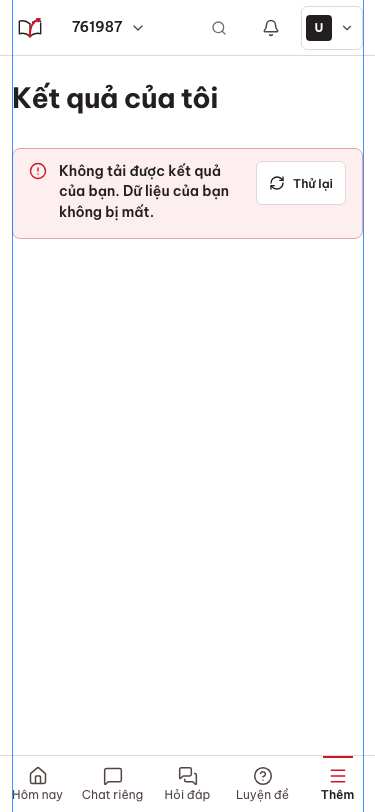 761987
U
Kết quả của tôi
Không tải được kết quả
của bạn. Dữ liệu của bạn
không bị mất.
Thử lại
Hôm nay
Chat riêng
Hỏi đáp
Luyện đề
Thêm